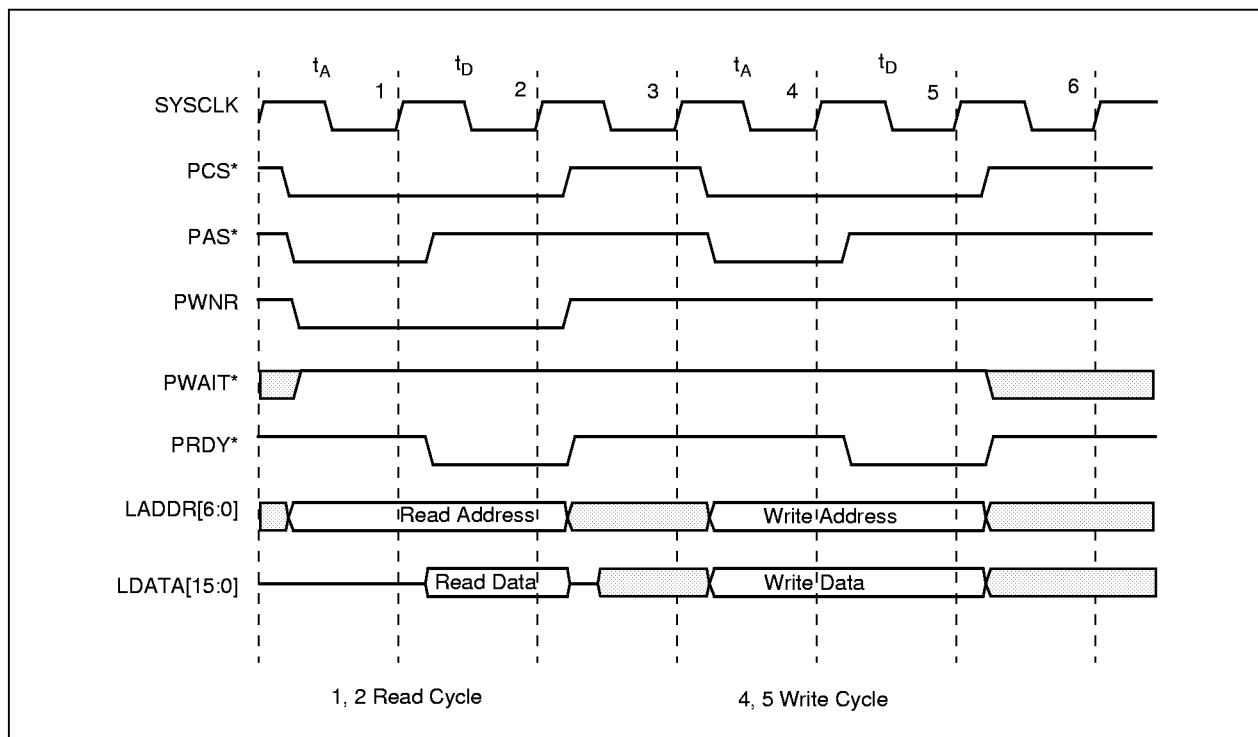 tA tD tA tD
1 2 3 4 5 6
SYSCLK
PCS*
PAS*
PWNR
PWAIT*
PRDY*
LADDR[6:0] Read Address Write Address
LDATA[15:0] Read Data Write Data
1, 2 Read Cycle 4, 5 Write Cycle